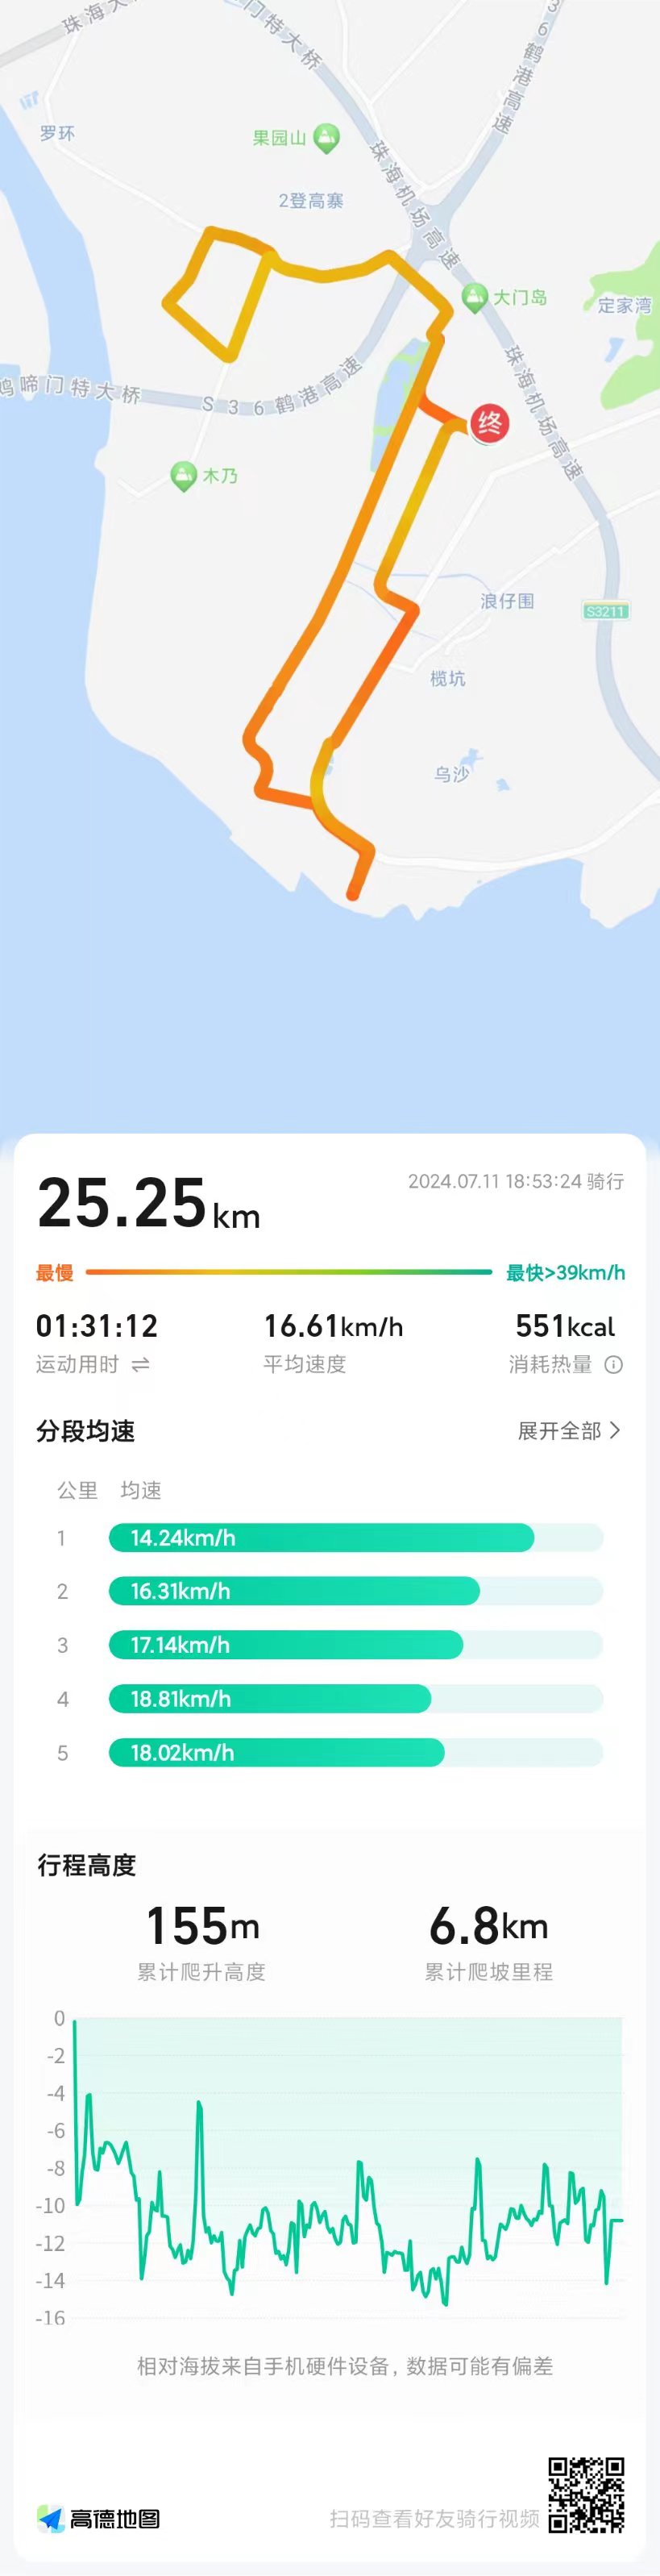 珠海大
门特大桥
36鹤港高速
罗环
果园山
珠海机场高速
2登高寨
大门岛
定家湾
鸡啼门特大桥
S36鹤港高速
珠海机场高速
终
木乃
浪仔围
S3211
榄坑
乌沙
25.25km
2024.07.11 18:53:24 骑行
最慢
最快>39km/h
01:31:12
16.61km/h
551kcal
运动用时
平均速度
消耗热量
分段均速
展开全部
公里 均速
1 14.24km/h
2 16.31km/h
3 17.14km/h
4 18.81km/h
5 18.02km/h
行程高度
155m
6.8km
累计爬升高度
累计爬坡里程
0
-2
-4
-6
-8
-10
-12
-14
-16
相对海拔来自手机硬件设备，数据可能有偏差
高德地图
扫码查看好友骑行视频